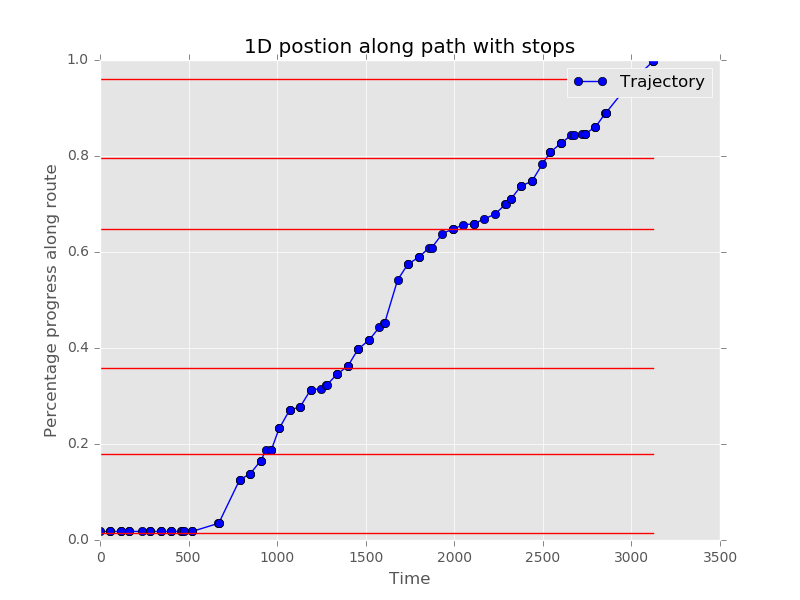 1D postion along path with stops
Trajectory
Percentage progress along route
1.0
0.8
0.6
0.4
0.2
0.0
0 500 1000 1500 2000 2500 3000 3500
Time